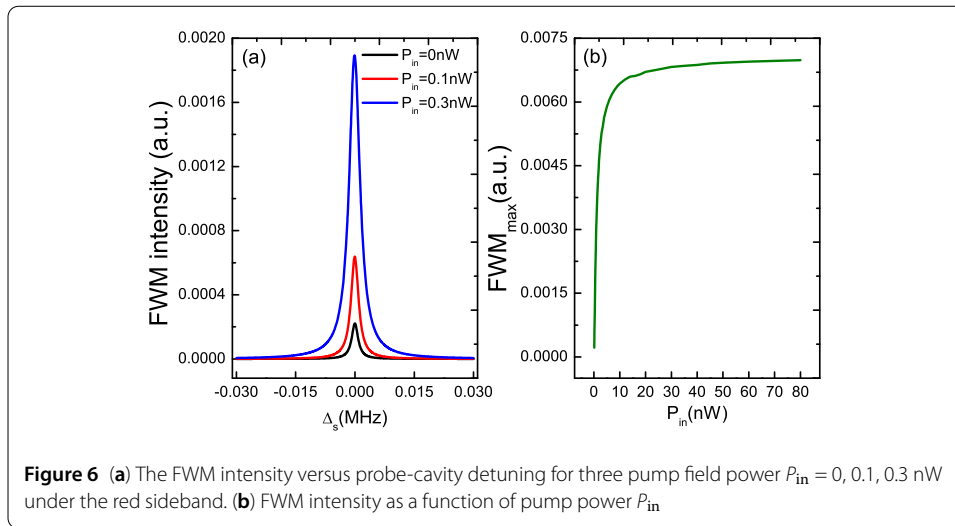 (a)
P_in=0nW
P_in=0.1nW
P_in=0.3nW
FWM intensity (a.u.)
0.0020
0.0016
0.0012
0.0008
0.0004
0.0000
-0.030 -0.015 0.000 0.015 0.030
Δ_s(MHz)
(b)
FWM_max(a.u.)
0.0075
0.0060
0.0045
0.0030
0.0015
0.0000
0 10 20 30 40 50 60 70 80
P_in(nW)
Figure 6 (a) The FWM intensity versus probe-cavity detuning for three pump field power P_in = 0, 0.1, 0.3 nW
under the red sideband. (b) FWM intensity as a function of pump power P_in